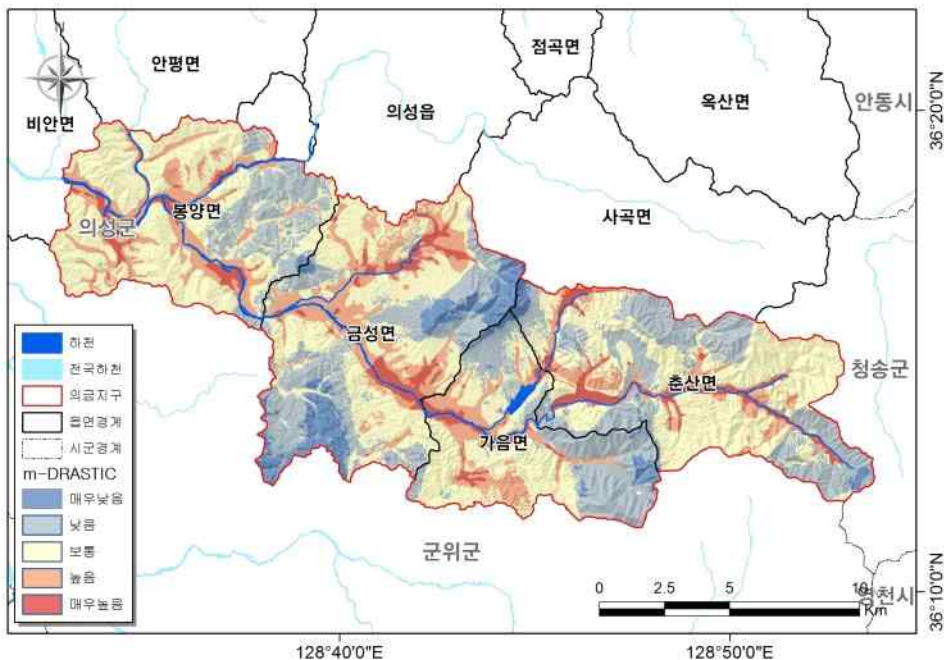 점곡면
안평면
N
의성읍
옥산면
안동시
비안면
36°20'0"N
사곡면
봉양면
의성군
하천
전국하천
의금지구
읍면경계
시군경계
m-DRASTIC
매우낮음
낮음
보통
높음
매우높음
금성면
춘산면
청송군
가음면
군위군
영천시
0 2.5 5 10
Km
36°10'0"N
128°40'0"E
128°50'0"E